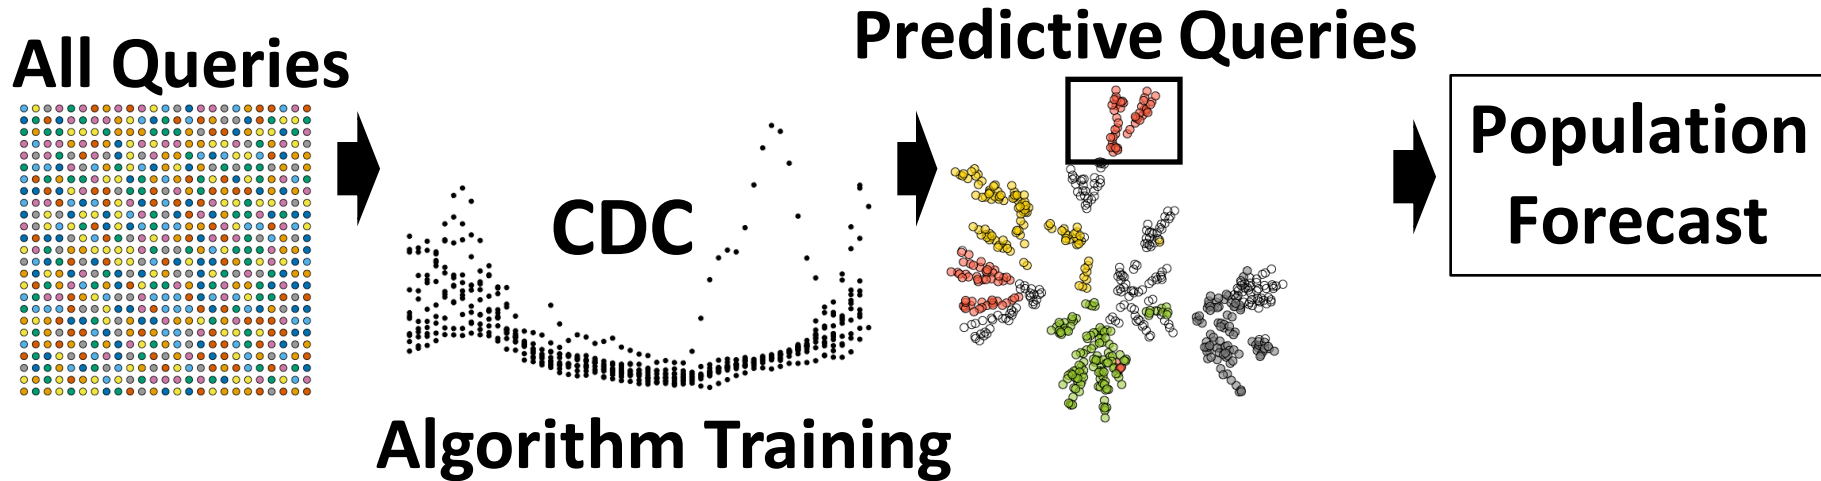 All Queries
CDC
Algorithm Training
Predictive Queries
Population
Forecast